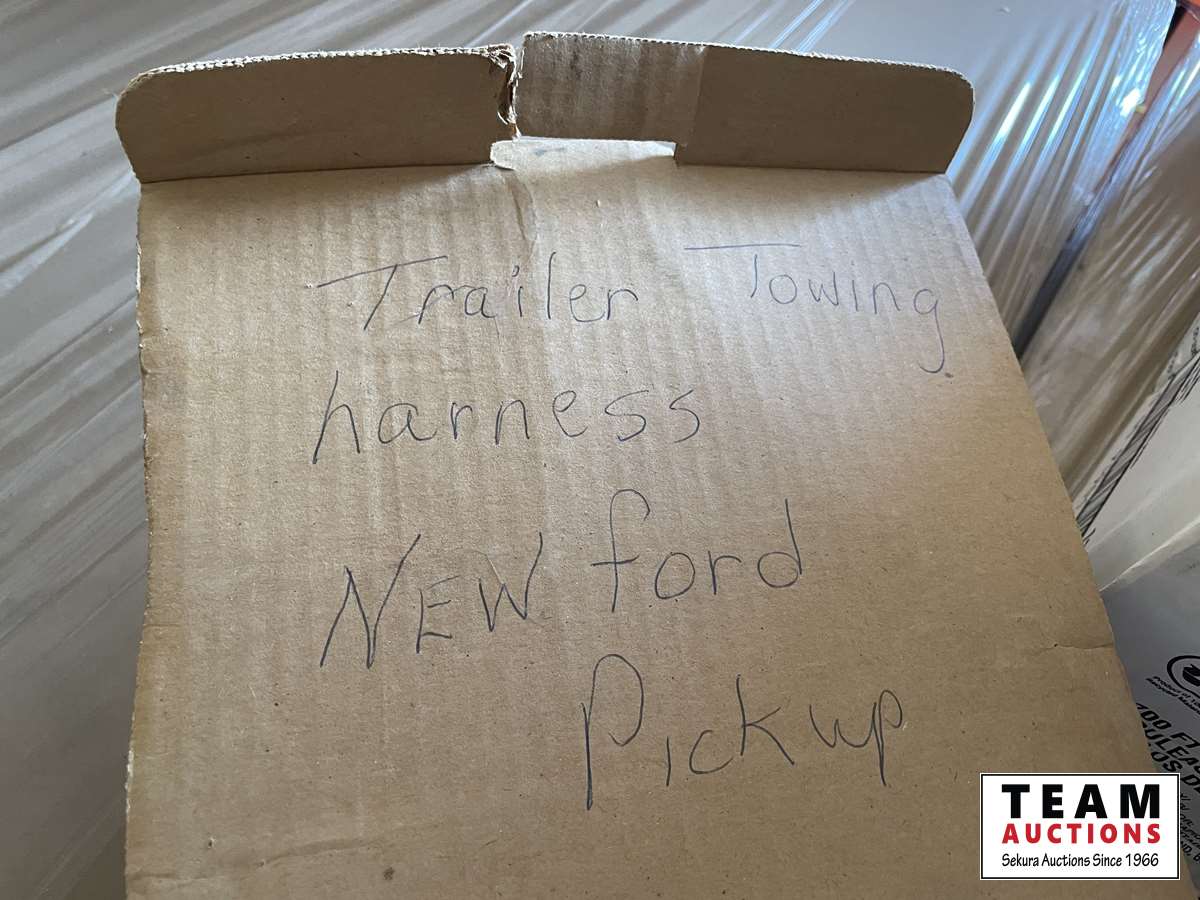 Trailer Towing
harness
NEW ford
Pickup
TEAM
AUCTIONS
Sekura Auctions Since 1966